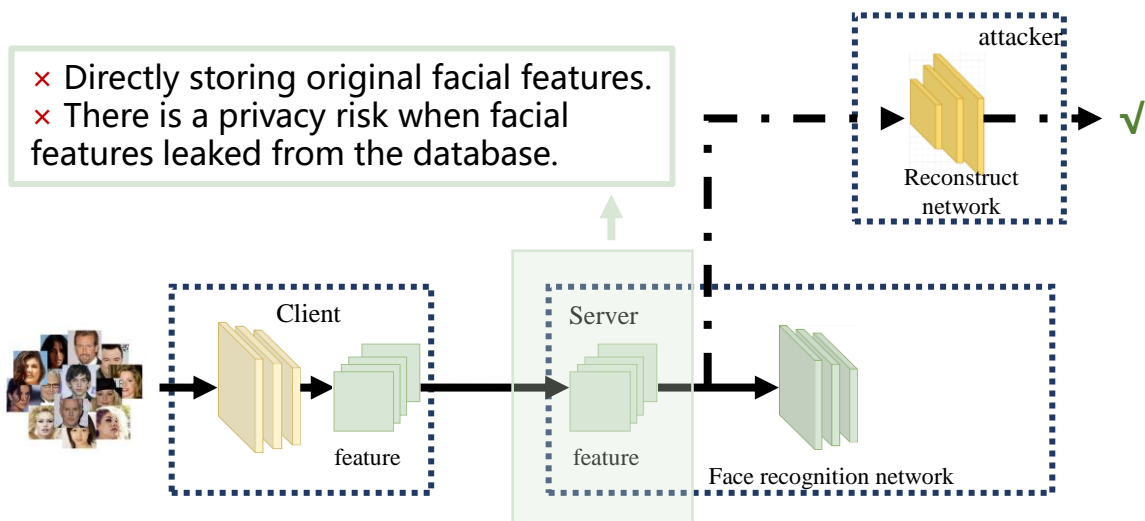 attacker
× Directly storing original facial features.
× There is a privacy risk when facial
features leaked from the database.
√
Reconstruct
network
Client
Server
feature
feature
Face recognition network